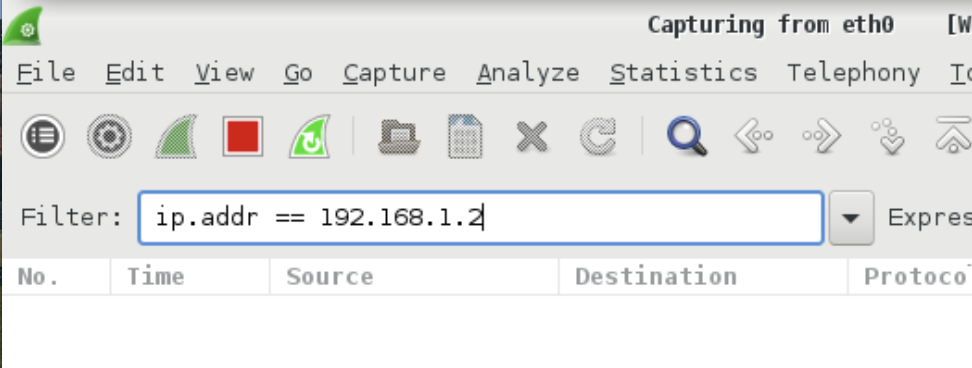 Capturing from eth0 [W
File Edit View Go Capture Analyze Statistics Telephony To
Filter: ip.addr == 192.168.1.2 Expres
No. Time Source Destination Protoco